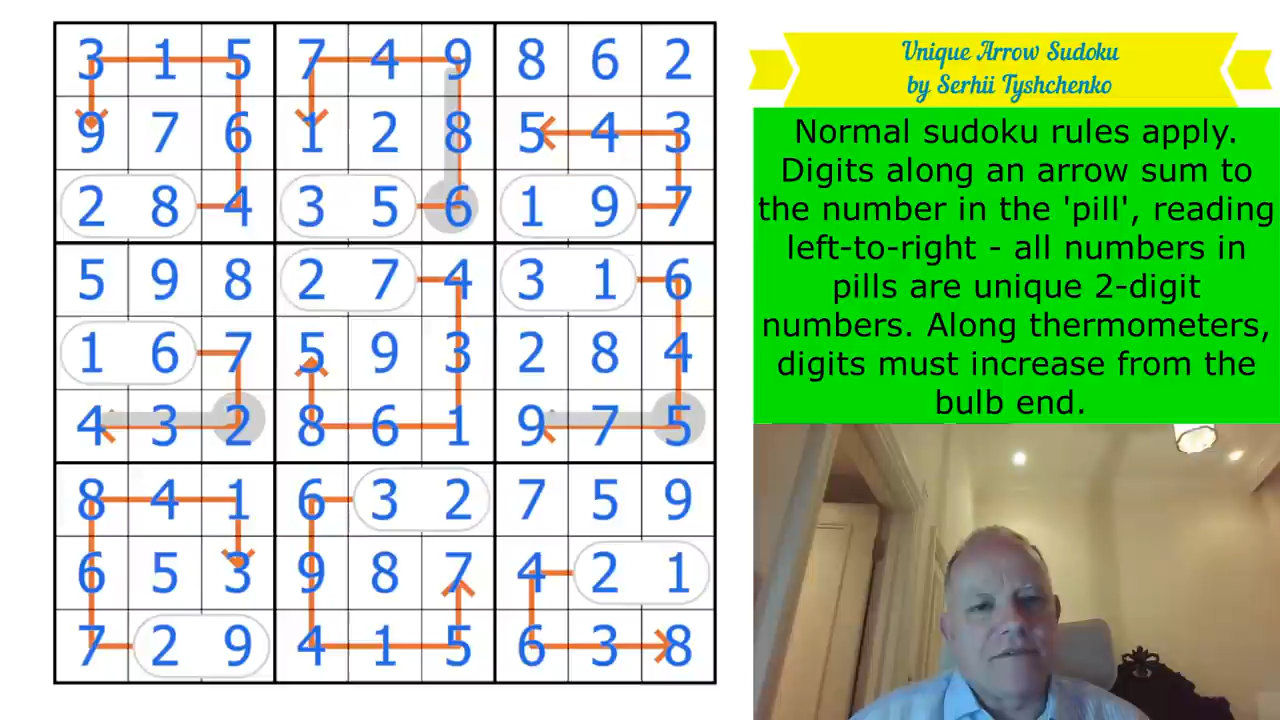 3 1 5 7 4 9 8 6 2
9 7 6 1 2 8 5 4 3
2 8 4 3 5 6 1 9 7
5 9 8 2 7 4 3 1 6
1 6 7 5 9 3 2 8 4
4 3 2 8 6 1 9 7 5
8 4 1 6 3 2 7 5 9
6 5 3 9 8 7 4 2 1
7 2 9 4 1 5 6 3 8
Unique Arrow Sudoku
by Serhii Tyshchenko
Normal sudoku rules apply.
Digits along an arrow sum to
the number in the 'pill', reading
left-to-right - all numbers in
pills are unique 2-digit
numbers. Along thermometers,
digits must increase from the
bulb end.